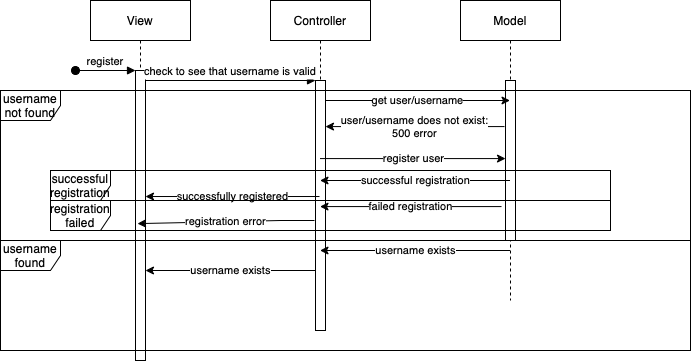 View
Controller
Model
register
check to see that username is valid
username
not found
get user/username
user/username does not exist:
500 error
register user
successful
registration
successful registration
successfully registered
registration
failed
failed registration
registration error
username
found
username exists
username exists